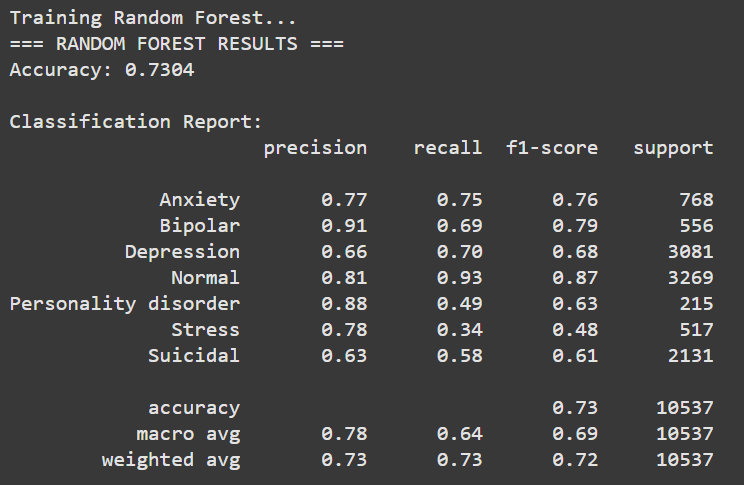 Training Random Forest...
=== RANDOM FOREST RESULTS ===
Accuracy: 0.7304
Classification Report:
precision recall f1-score support
Anxiety 0.77 0.75 0.76 768
Bipolar 0.91 0.69 0.79 556
Depression 0.66 0.70 0.68 3081
Normal 0.81 0.93 0.87 3269
Personality disorder 0.88 0.49 0.63 215
Stress 0.78 0.34 0.48 517
Suicidal 0.63 0.58 0.61 2131
accuracy 0.73 10537
macro avg 0.78 0.64 0.69 10537
weighted avg 0.73 0.73 0.72 10537